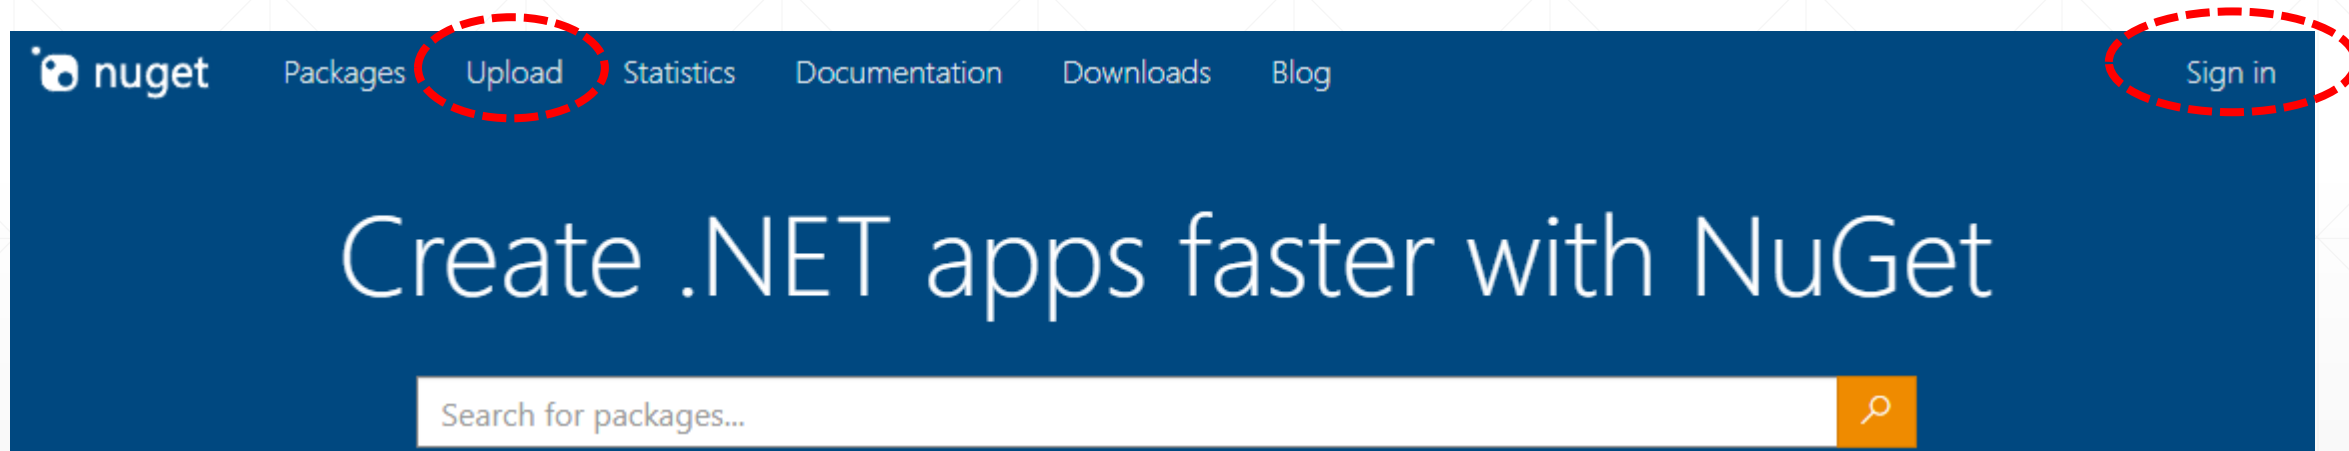 nuget Packages Upload Statistics Documentation Downloads Blog Sign in
Create .NET apps faster with NuGet
Search for packages...